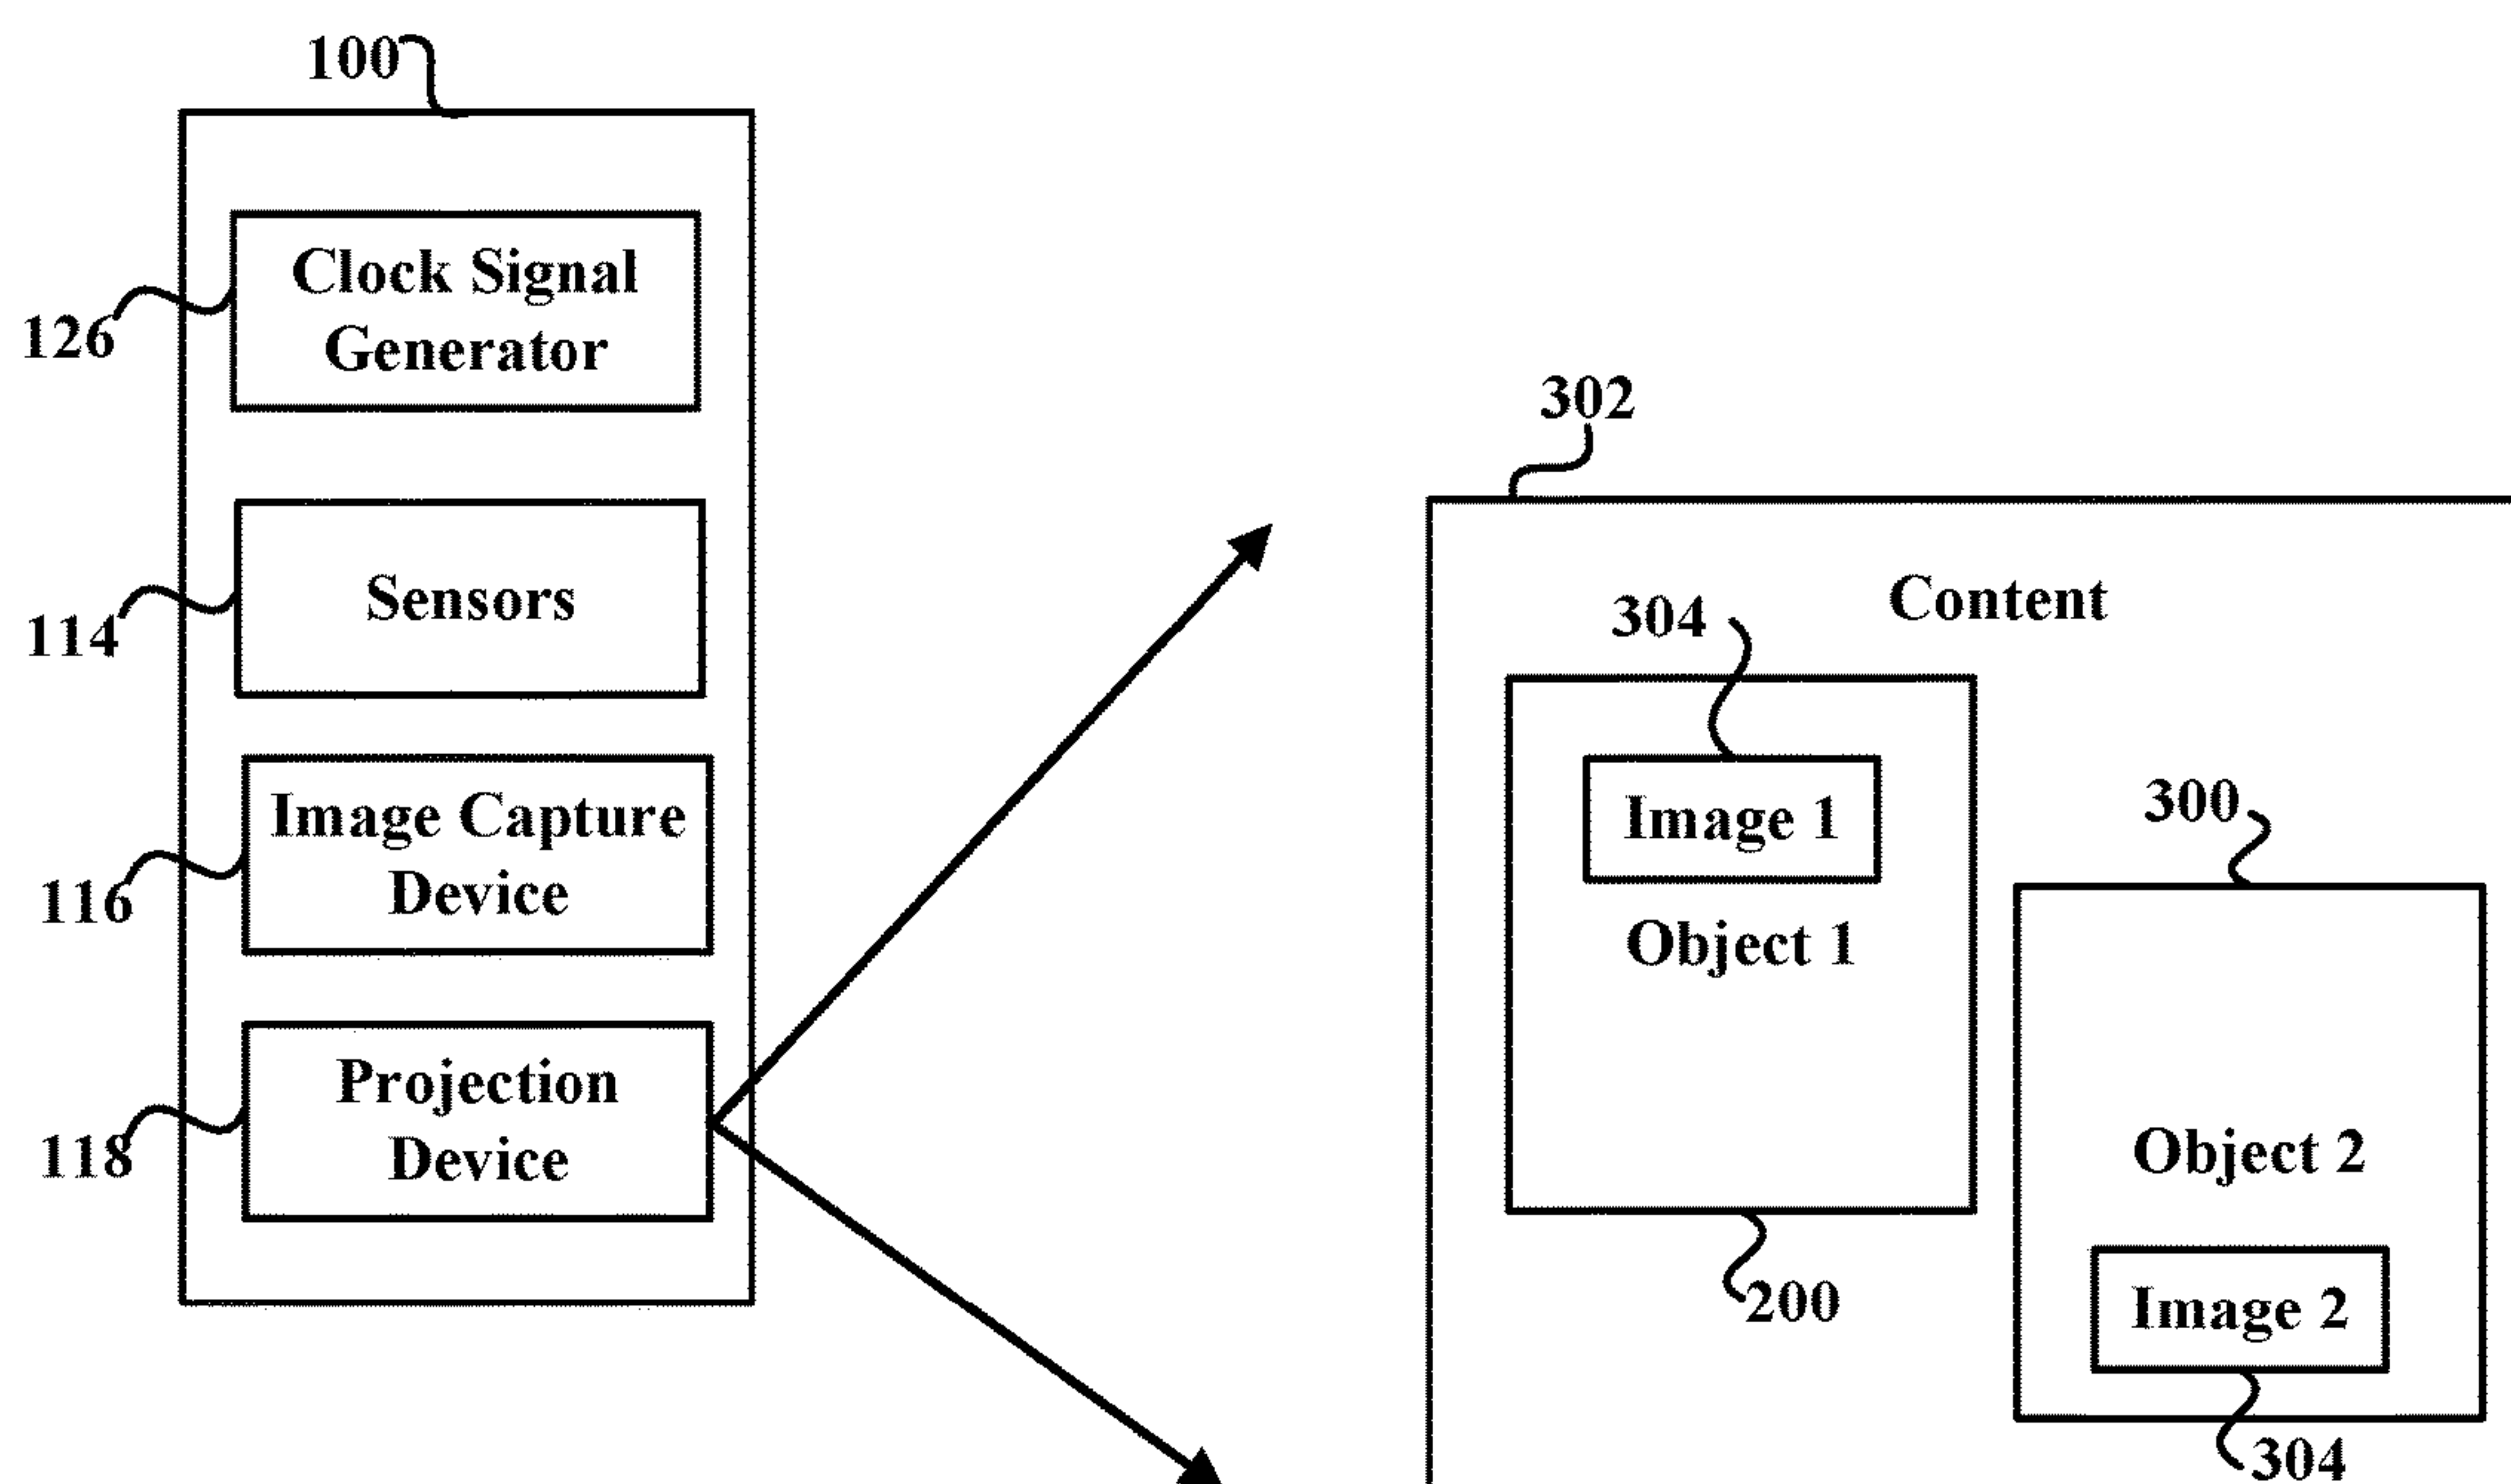 100
Clock Signal
Generator
126
Sensors
114
Image Capture
Device
116
Projection
Device
118
302
Content
304
Image 1
Object 1
200
300
Object 2
Image 2
304